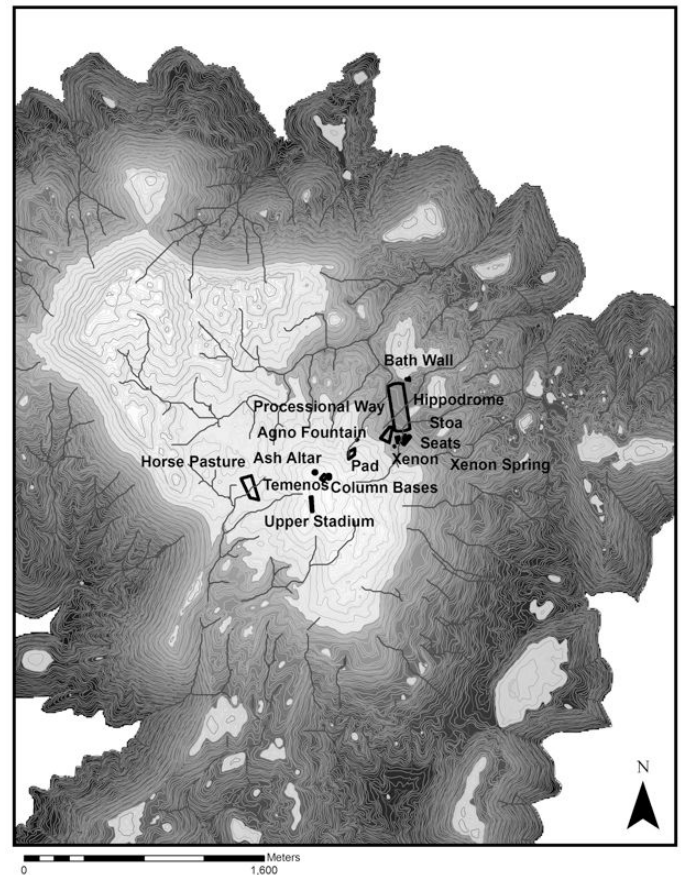 Bath Wall
Processional Way
Hippodrome
Stoa
Agno Fountain
Seats
Ash Altar
Xenon
Xenon Spring
Horse Pasture
Pad
Temenos
Column Bases
Upper Stadium
N
Meters
0
1,600